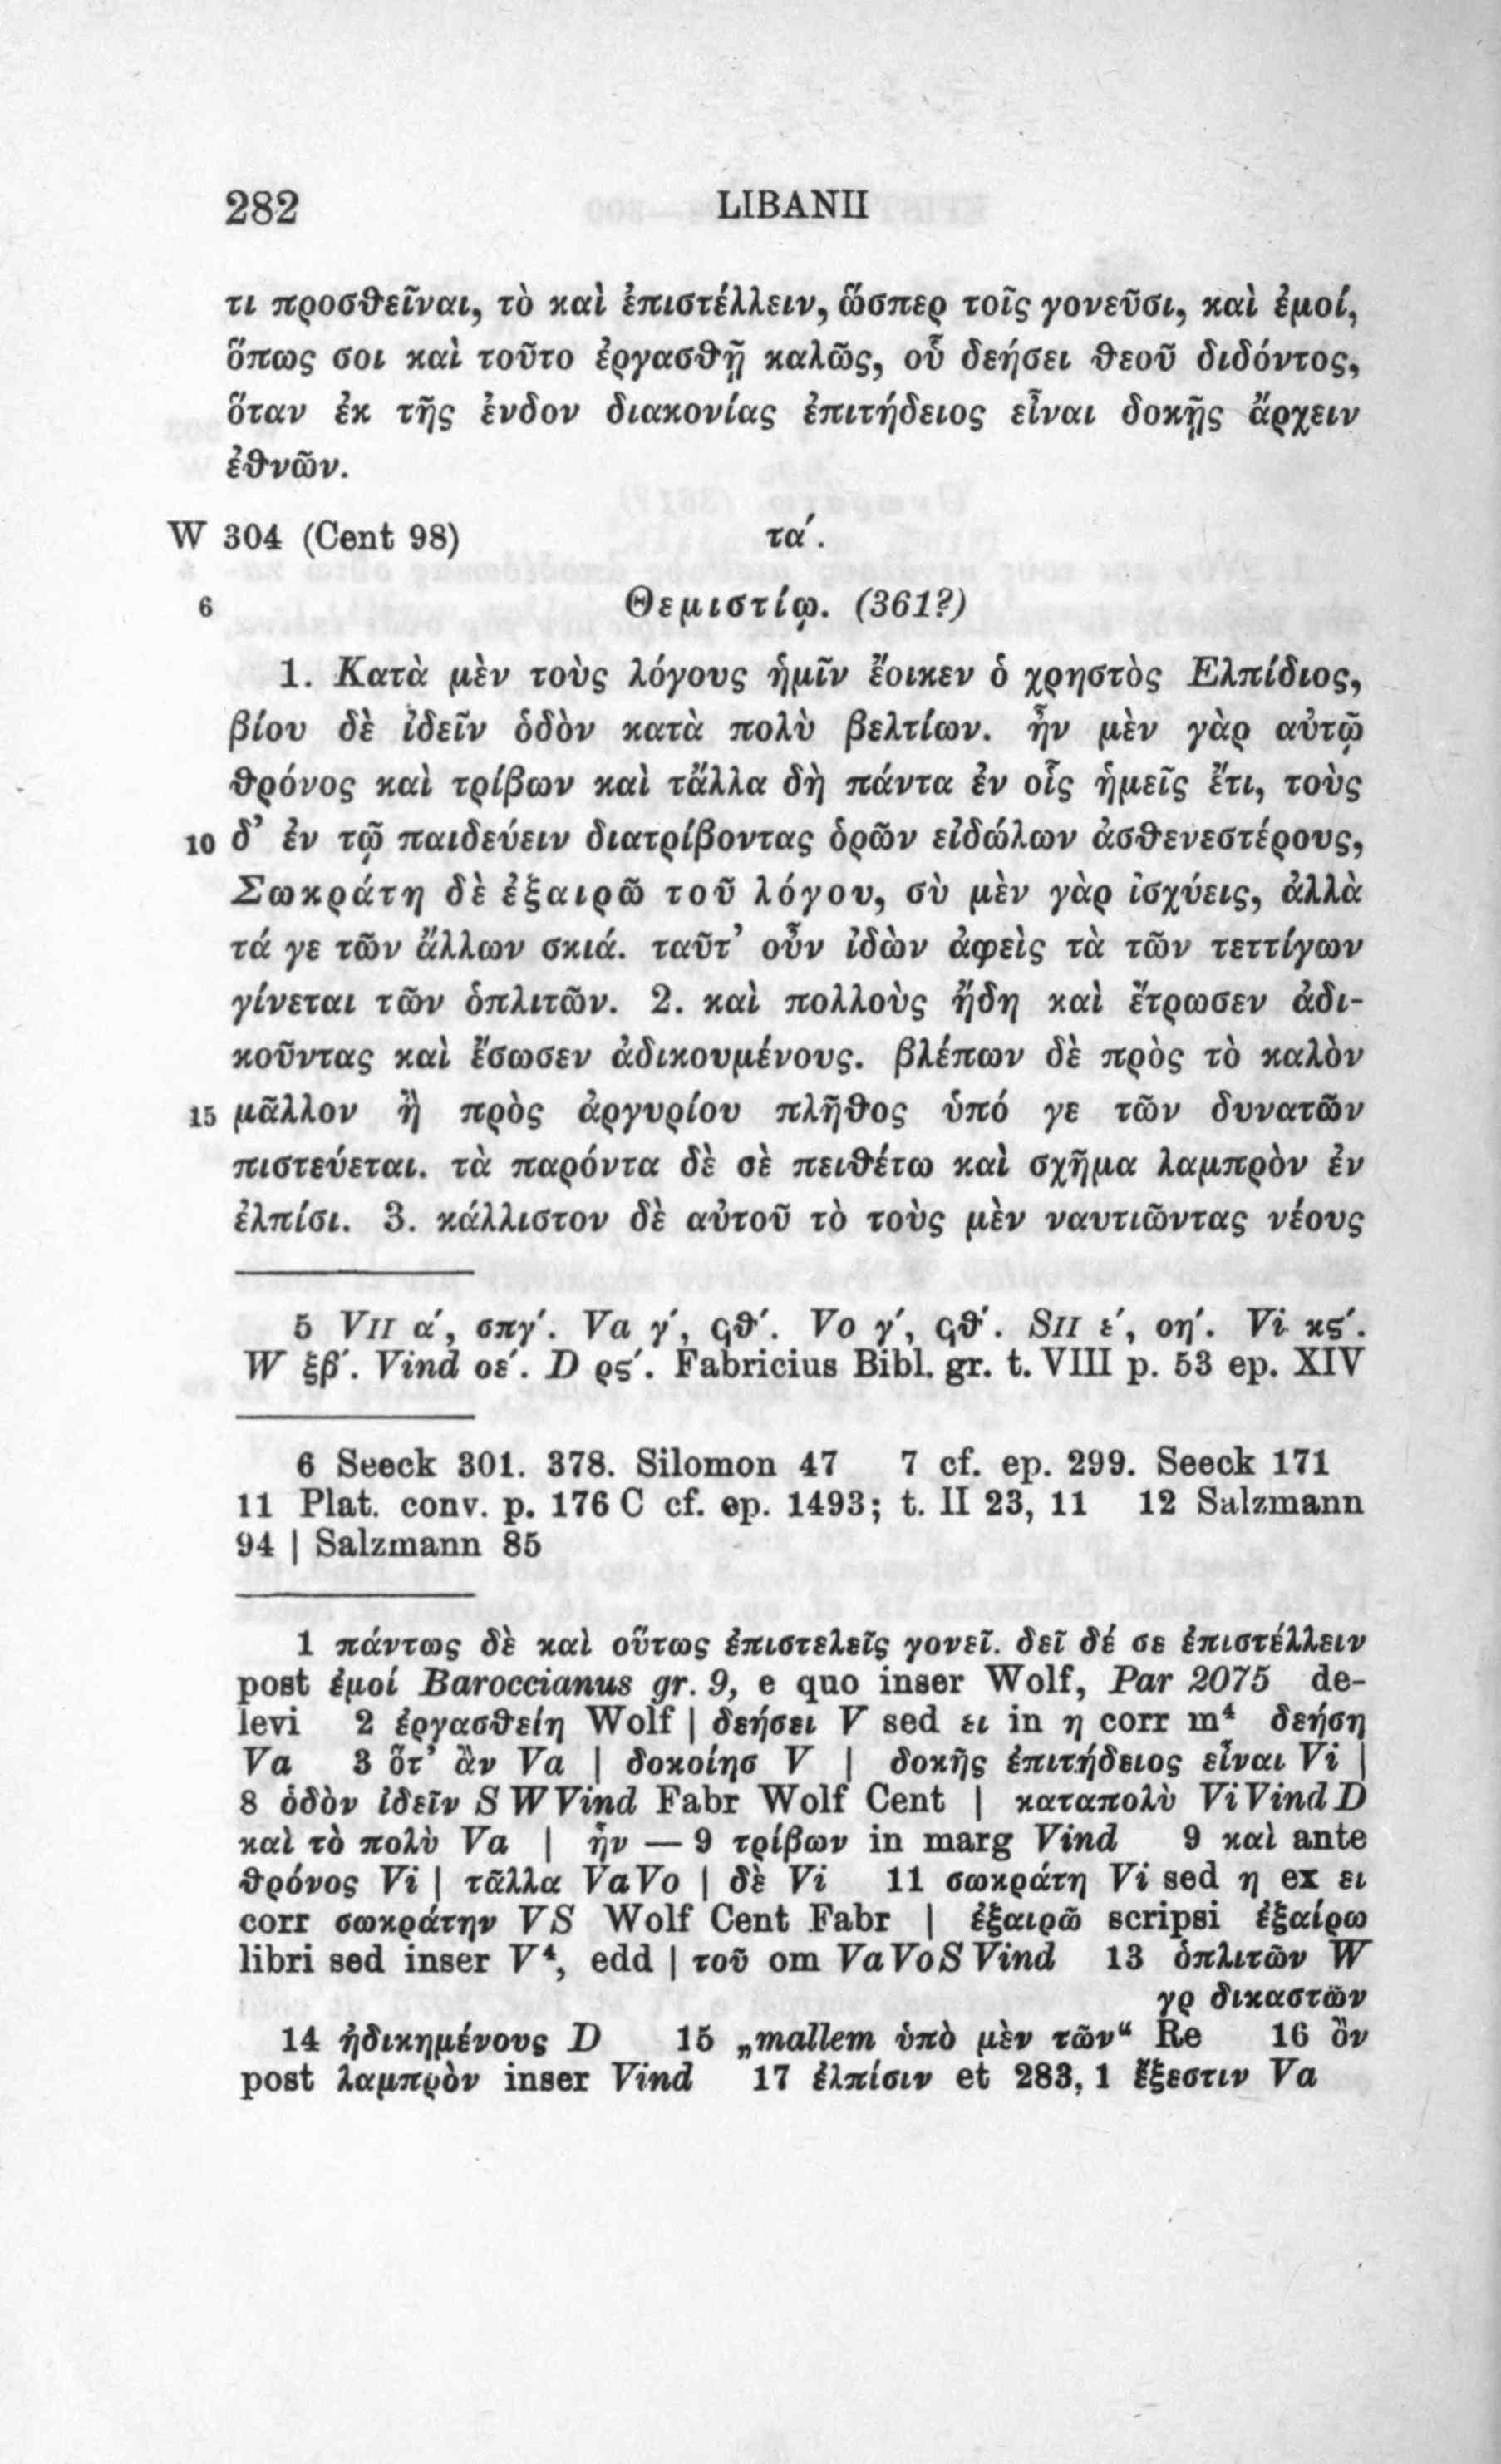 282 LIBANII
τι προσθεῖναι, τὸ καὶ ἐπιστέλλειν, ὥσπερ τοῖς γονεῦσι, καὶ ἐμοί,
ὅπως σοι καὶ τοῦτο ἐργασθῇ καλῶς, οὗ δεήσει θεοῦ διδόντος,
ὅταν ἐκ τῆς ἔνδον διακονίας ἐπιτήδειος εἶναι δοκῇς ἄρχειν
ἐθνῶν.
W 304 (Cent 98) τα΄.
6 Θεμιστίῳ. (361?)
1. Κατὰ μὲν τοὺς λόγους ἡμῖν ἔοικεν ὁ χρηστὸς Ἐλπίδιος,
βίου δὲ ἰδεῖν ὁδὸν κατὰ πολὺ βελτίων. ἦν μὲν γὰρ αὐτῷ
θρόνος καὶ τρίβων καὶ τἄλλα δὴ πάντα ἐν οἷς ἡμεῖς ἔτι, τοὺς
10 δ’ ἐν τῷ παιδεύειν διατρίβοντας ὁρῶν εἰδώλων ἀσθενεστέρους,
Σωκράτη δὲ ἐξαιρῶ τοῦ λόγου, σὺ μὲν γὰρ ἰσχύεις, ἀλλὰ
τά γε τῶν ἄλλων σκιά. ταῦτ’ οὖν ἰδὼν ἀφεὶς τὰ τῶν τεττίγων
γίνεται τῶν ὁπλιτῶν. 2. καὶ πολλοὺς ἤδη καὶ ἔτρωσεν ἀδι-
κοῦντας καὶ ἔσωσεν ἀδικουμένους. βλέπων δὲ πρὸς τὸ καλὸν
15 μᾶλλον ἢ πρὸς ἀργυρίου πλῆθος ὑπό γε τῶν δυνατῶν
πιστεύεται. τὰ παρόντα δὲ σὲ πειθέτω καὶ σχῆμα λαμπρὸν ἐν
ἐλπίσι. 3. κάλλιστον δὲ αὐτοῦ τὸ τοὺς μὲν ναυτιῶντας νέους
5 VII α΄, σπγ΄. Va γ΄, ϟθ΄. Vo γ΄, ϟθ΄. SII ε΄, οη΄. Vi κς΄.
W ξβ΄. Vind οε΄. D ρς΄. Fabricius Bibl. gr. t. VIII p. 53 ep. XIV
6 Seeck 301. 378. Silomon 47 7 cf. ep. 299. Seeck 171
11 Plat. conv. p. 176 C cf. ep. 1493; t. II 23, 11 12 Salzmann
94 | Salzmann 85
1 πάντως δὲ καὶ οὕτως ἐπιστελεῖς γονεῖ. δεῖ δέ σε ἐπιστέλλειν
post ἐμοί Baroccianus gr. 9, e quo inser Wolf, Par 2075 de-
levi 2 ἐργασθείη Wolf | δεήσει V sed ει in η corr m⁴ δεήση
Va 3 ὅτ’ ἂν Va | δοκοίησ V | δοκῆς ἐπιτήδειος εἶναι Vi |
8 ὁδὸν ἰδεῖν S W Vind Fabr Wolf Cent | καταπολὺ Vi Vind D
καὶ τὸ πολὺ Va | ἦν — 9 τρίβων in marg Vind 9 καὶ ante
θρόνος Vi | τᾶλλα Va Vo | δὲ Vi 11 σωκράτη Vi sed η ex ει
corr σωκράτην VS Wolf Cent Fabr | ἐξαιρῶ scripsi ἐξαίρω
libri sed inser V⁴, edd | τοῦ om Va Vo S Vind 13 ὁπλιτῶν W
γρ δικαστῶν
14 ἠδικημένους D 15 „mallem ὑπὸ μὲν τῶν“ Re 16 ὂν
post λαμπρὸν inser Vind 17 ἐλπίσιν et 283, 1 ἔξεστιν Va